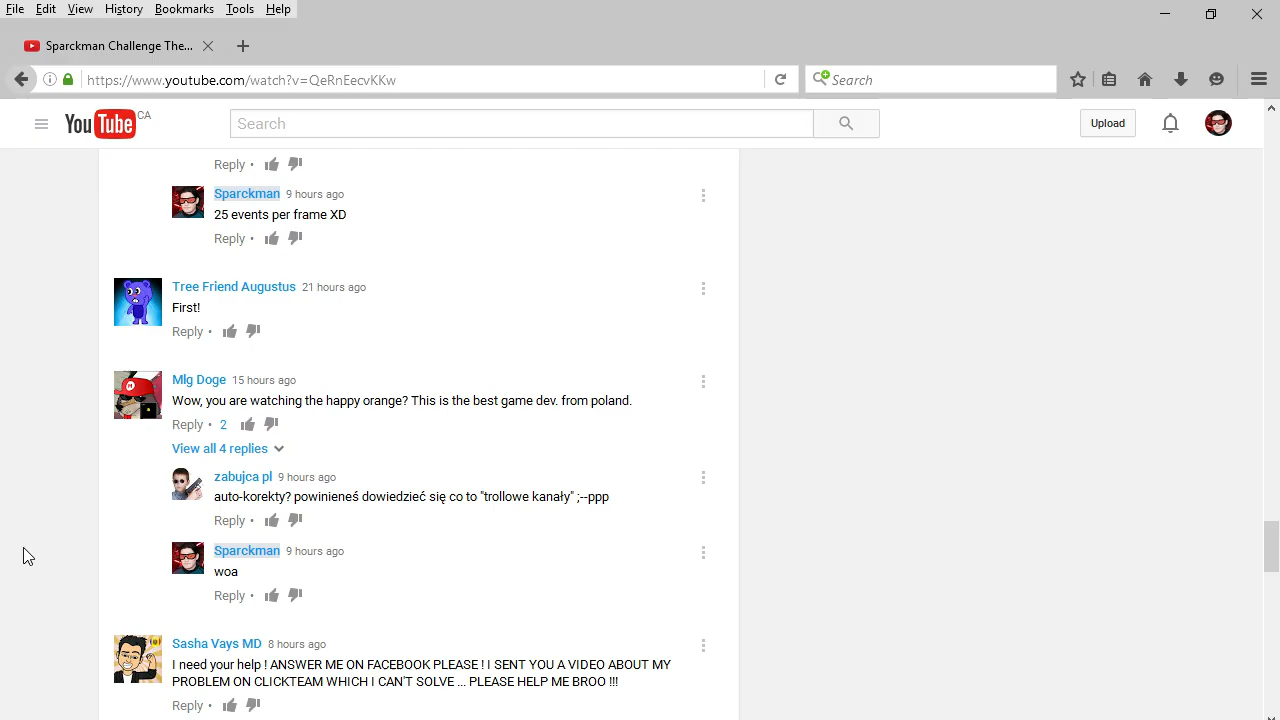 File Edit View History Bookmarks Tools Help
Sparckman Challenge The...
https://www.youtube.com/watch?v=QeRnEecvKKw
Search
YouTube CA
Search
Upload
Reply •
Sparckman 9 hours ago
25 events per frame XD
Reply •
Tree Friend Augustus 21 hours ago
First!
Reply •
Mlg Doge 15 hours ago
Wow, you are watching the happy orange? This is the best game dev. from poland.
Reply • 2
View all 4 replies
zabujca pl 9 hours ago
auto-korekty? powinieneś dowiedzieć się co to "trollowe kanały" ;--ppp
Reply •
Sparckman 9 hours ago
woa
Reply •
Sasha Vays MD 8 hours ago
I need your help ! ANSWER ME ON FACEBOOK PLEASE ! I SENT YOU A VIDEO ABOUT MY
PROBLEM ON CLICKTEAM WHICH I CAN'T SOLVE ... PLEASE HELP ME BROO !!!
Reply •